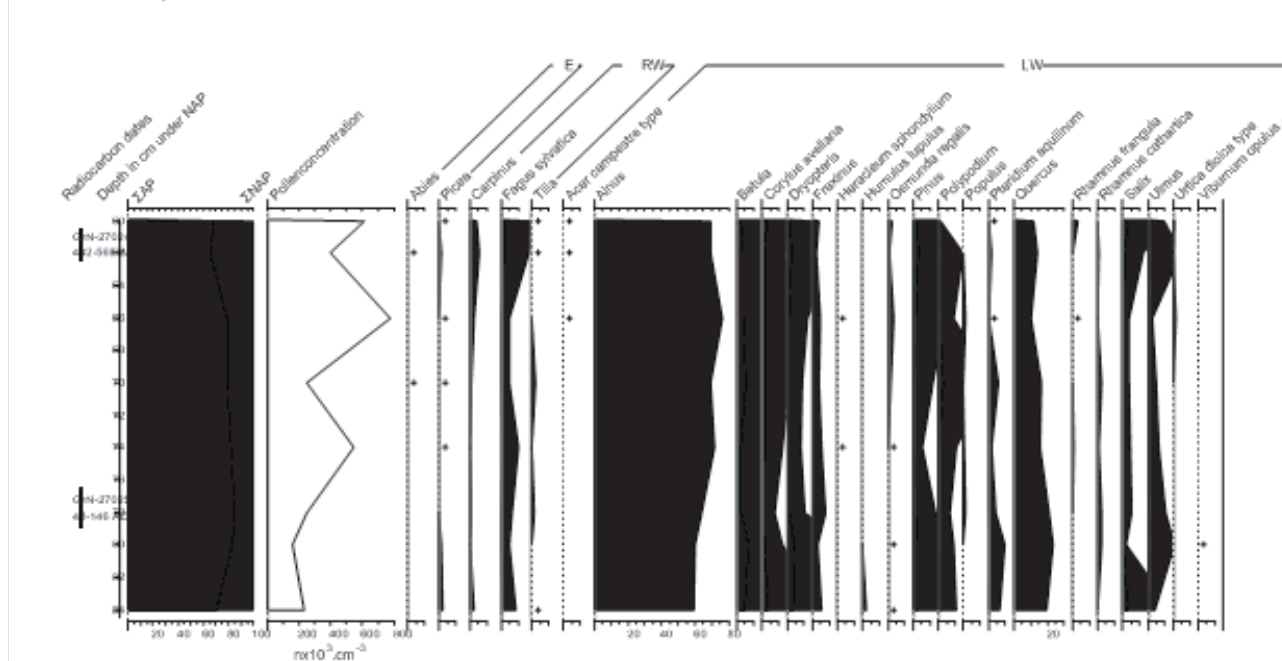 E
RW
LW
Radiocarbon dates
Depth in cm under NAP
ΣAP
ΣNAP
Pollenconcentration
Abies
Picea
Carpinus
Fagus sylvatica
Tilia
Acer campestre type
Alnus
Betula
Corylus avellana
Dryopteris
Fraxinus
Heracleum sphondylium
Humulus lupulus
Osmunda regalis
Pinus
Polypodium
Populus
Pteridium aquilinum
Quercus
Rhamnus frangula
Rhamnus cathartica
Salix
Ulmus
Urtica dioica type
Viburnum opulus
20 40 60 80 100
200 400 600 800
20 40 60 80
20
nx10³.cm⁻³